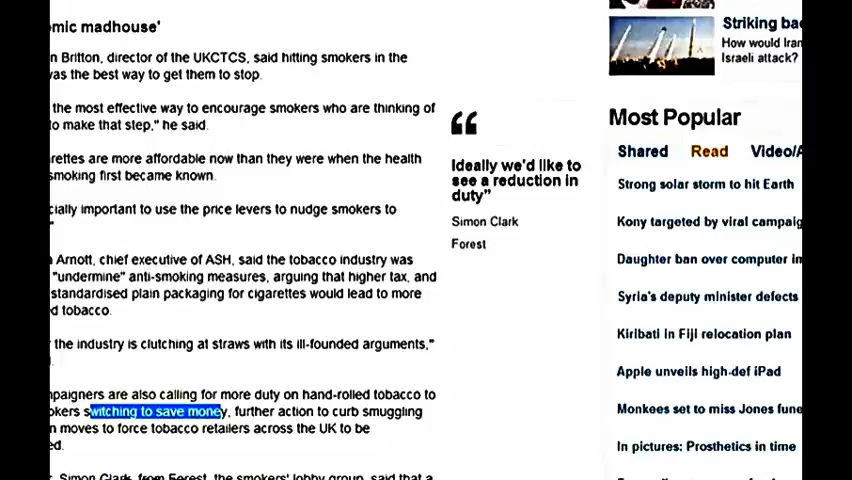 omic madhouse'
n Britton, director of the UKCTCS, said hitting smokers in the
was the best way to get them to stop.
the most effective way to encourage smokers who are thinking of
to make that step," he said.
arettes are more affordable now than they were when the health
smoking first became known.
cially important to use the price levers to nudge smokers to
"
Arnott, chief executive of ASH, said the tobacco industry was
"undermine" anti-smoking measures, arguing that higher tax, and
standardised plain packaging for cigarettes would lead to more
d tobacco.
the industry is clutching at straws with its ill-founded arguments,"
mpaigners are also calling for more duty on hand-rolled tobacco to
okers switching to save money, further action to curb smuggling
n moves to force tobacco retailers across the UK to be
ed.
Simon Clark, from Forest, the smokers' lobby group, said that a
“
Ideally we'd like to
see a reduction in
duty”
Simon Clark
Forest
Striking bac
How would Iran
Israeli attack?
Most Popular
Shared Read Video/A
Strong solar storm to hit Earth
Kony targeted by viral campaig
Daughter ban over computer in
Syria's deputy minister defects
Kiribati in Fiji relocation plan
Apple unveils high-def iPad
Monkees set to miss Jones fune
In pictures: Prosthetics in time